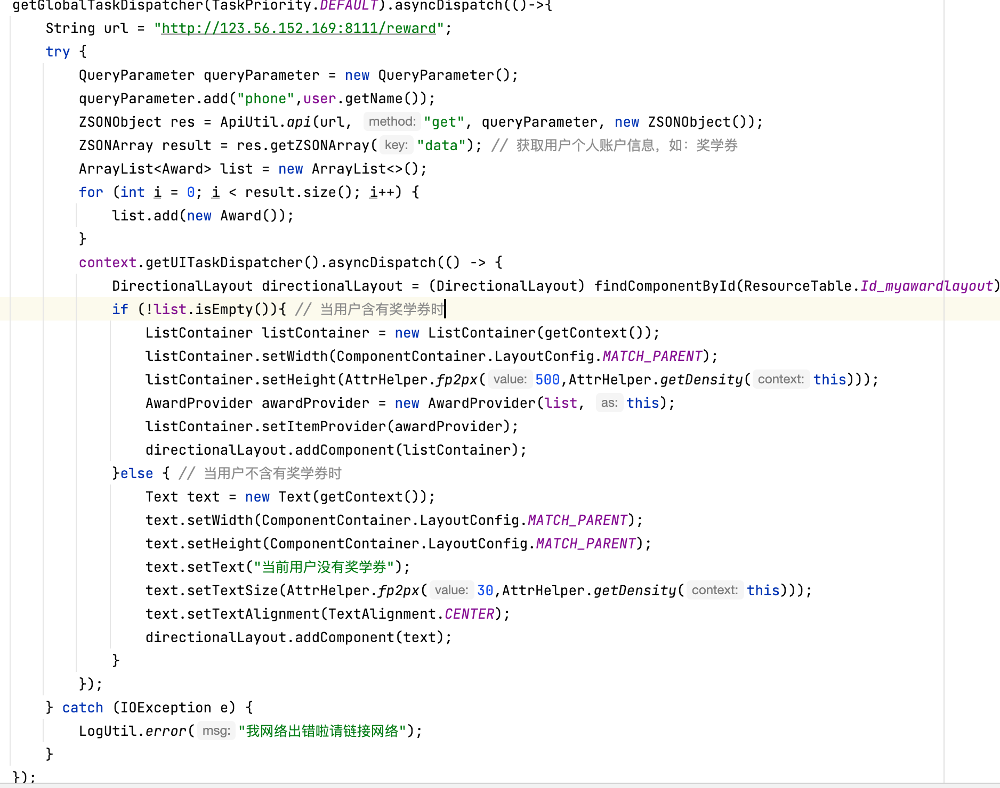 getGlobalTaskDispatcher(TaskPriority.DEFAULT).asyncDispatch(()->{
    String url = "http://123.56.152.169:8111/reward";
    try {
        QueryParameter queryParameter = new QueryParameter();
        queryParameter.add("phone",user.getName());
        ZSONObject res = ApiUtil.api(url, method: "get", queryParameter, new ZSONObject());
        ZSONArray result = res.getZSONArray( key: "data"); // 获取用户个人账户信息，如：奖学券
        ArrayList<Award> list = new ArrayList<>();
        for (int i = 0; i < result.size(); i++) {
            list.add(new Award());
        }
        context.getUITaskDispatcher().asyncDispatch(() -> {
            DirectionalLayout directionalLayout = (DirectionalLayout) findComponentById(ResourceTable.Id_myawardlayout)
            if (!list.isEmpty()){ // 当用户含有奖学券时
                ListContainer listContainer = new ListContainer(getContext());
                listContainer.setWidth(ComponentContainer.LayoutConfig.MATCH_PARENT);
                listContainer.setHeight(AttrHelper.fp2px( value: 500,AttrHelper.getDensity( context: this)));
                AwardProvider awardProvider = new AwardProvider(list, as: this);
                listContainer.setItemProvider(awardProvider);
                directionalLayout.addComponent(listContainer);
            }else { // 当用户不含有奖学券时
                Text text = new Text(getContext());
                text.setWidth(ComponentContainer.LayoutConfig.MATCH_PARENT);
                text.setHeight(ComponentContainer.LayoutConfig.MATCH_PARENT);
                text.setText("当前用户没有奖学券");
                text.setTextSize(AttrHelper.fp2px( value: 30,AttrHelper.getDensity( context: this)));
                text.setTextAlignment(TextAlignment.CENTER);
                directionalLayout.addComponent(text);
            }
        });
    } catch (IOException e) {
        LogUtil.error( msg: "我网络出错啦请链接网络");
    }
});